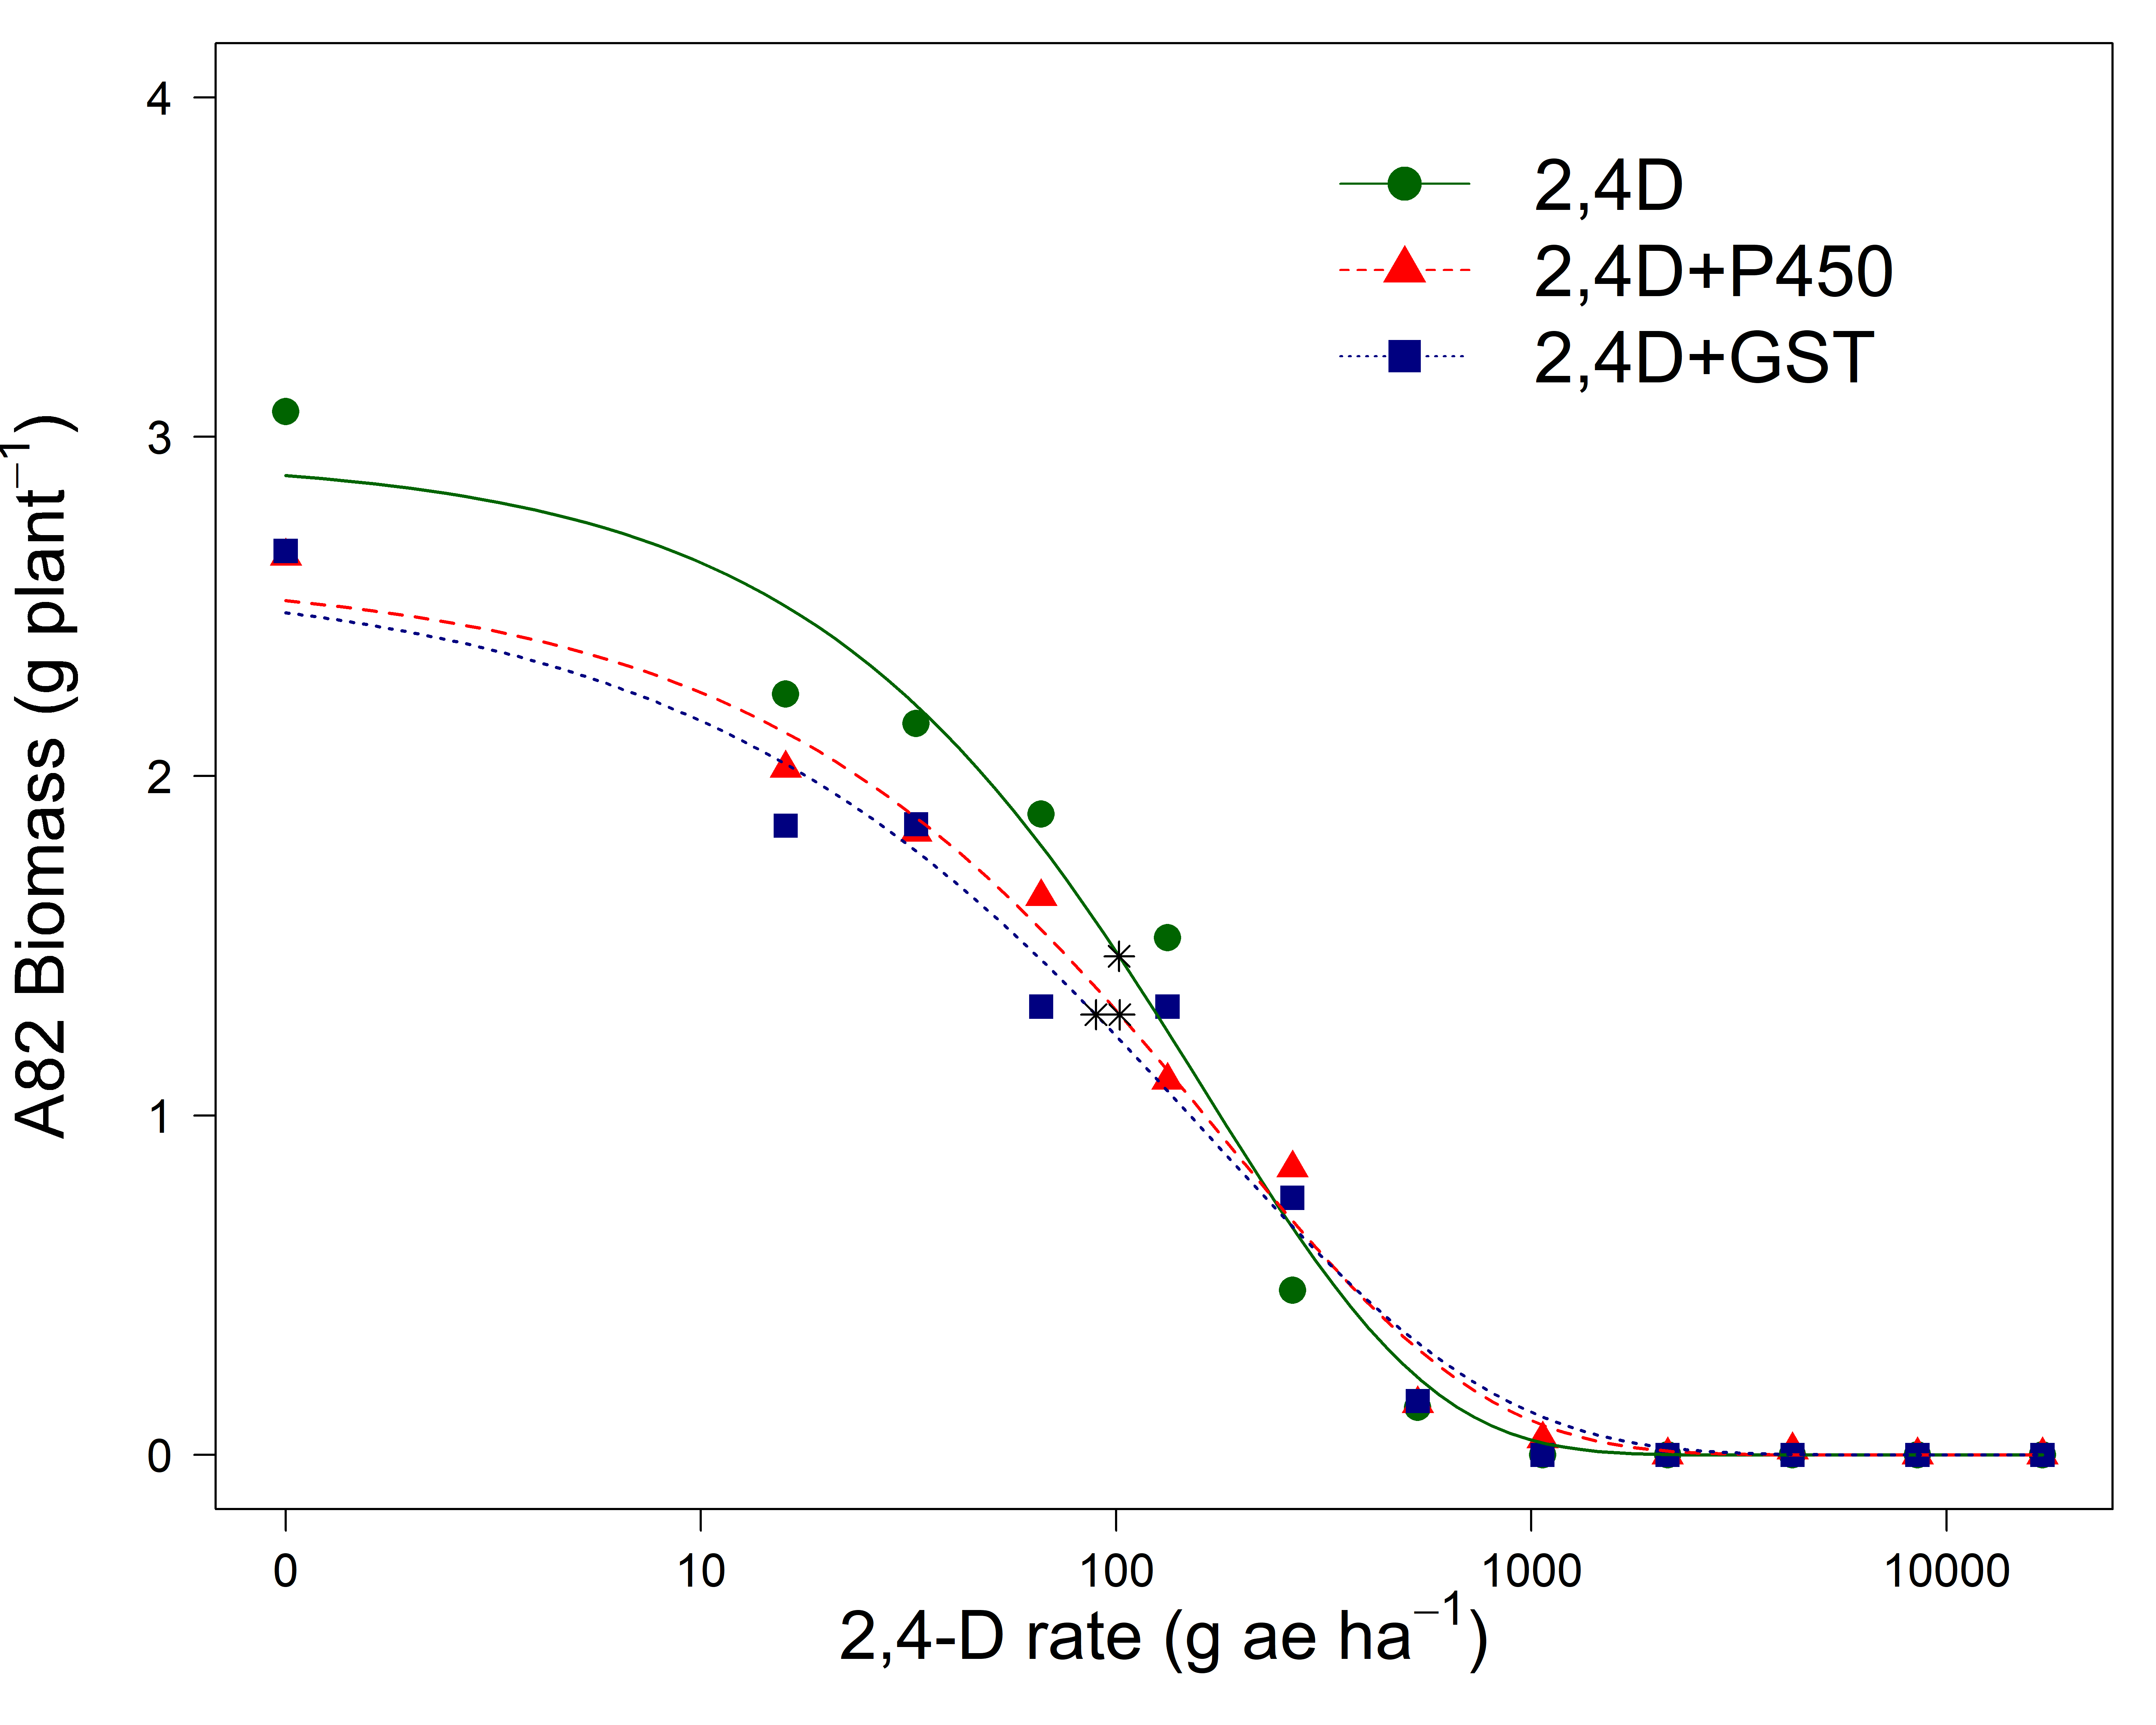 2,4D
2,4D+P450
2,4D+GST
A82 Biomass (g plant⁻¹)
4
3
2
1
0
0 10 100 1000 10000
2,4-D rate (g ae ha⁻¹)